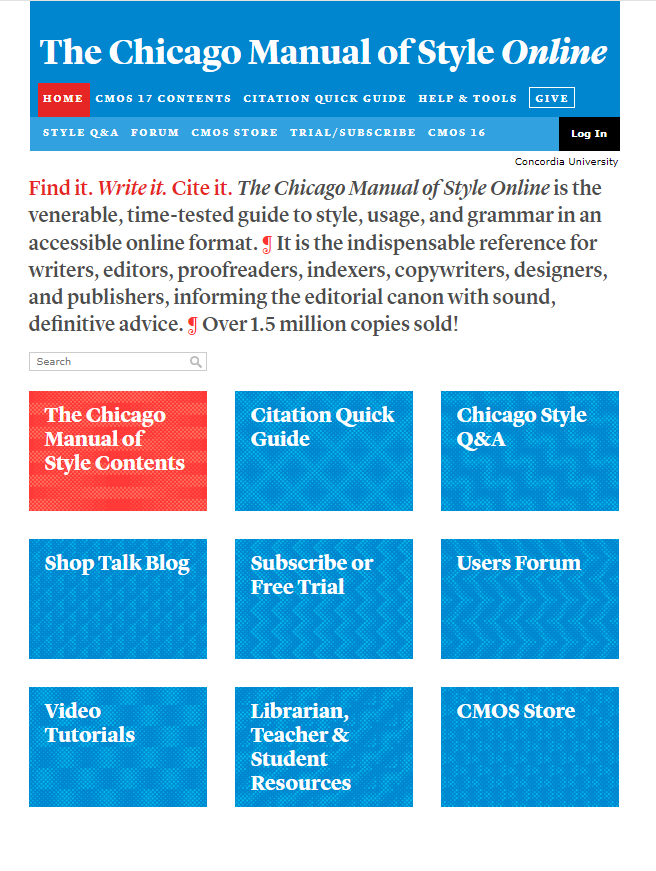 The Chicago Manual of Style Online
HOME CMOS 17 CONTENTS CITATION QUICK GUIDE HELP & TOOLS GIVE
STYLE Q&A FORUM CMOS STORE TRIAL/SUBSCRIBE CMOS 16 Log In
Concordia University
Find it. Write it. Cite it. The Chicago Manual of Style Online is the
venerable, time-tested guide to style, usage, and grammar in an
accessible online format. ¶ It is the indispensable reference for
writers, editors, proofreaders, indexers, copywriters, designers,
and publishers, informing the editorial canon with sound,
definitive advice. ¶ Over 1.5 million copies sold!
Search
The Chicago
Manual of
Style Contents
Citation Quick
Guide
Chicago Style
Q&A
Shop Talk Blog
Subscribe or
Free Trial
Users Forum
Video
Tutorials
Librarian,
Teacher &
Student
Resources
CMOS Store